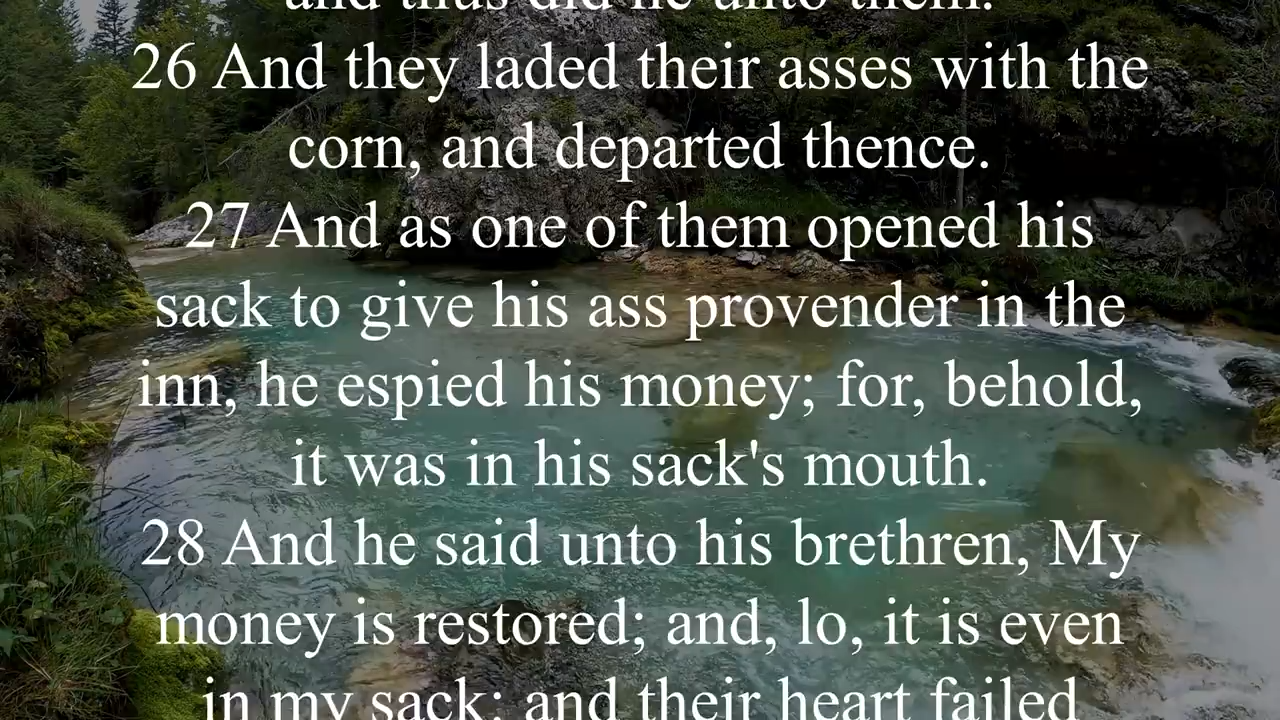 and thus did he unto them.
26 And they laded their asses with the
corn, and departed thence.
27 And as one of them opened his
sack to give his ass provender in the
inn, he espied his money; for, behold,
it was in his sack's mouth.
28 And he said unto his brethren, My
money is restored; and, lo, it is even
in my sack: and their heart failed